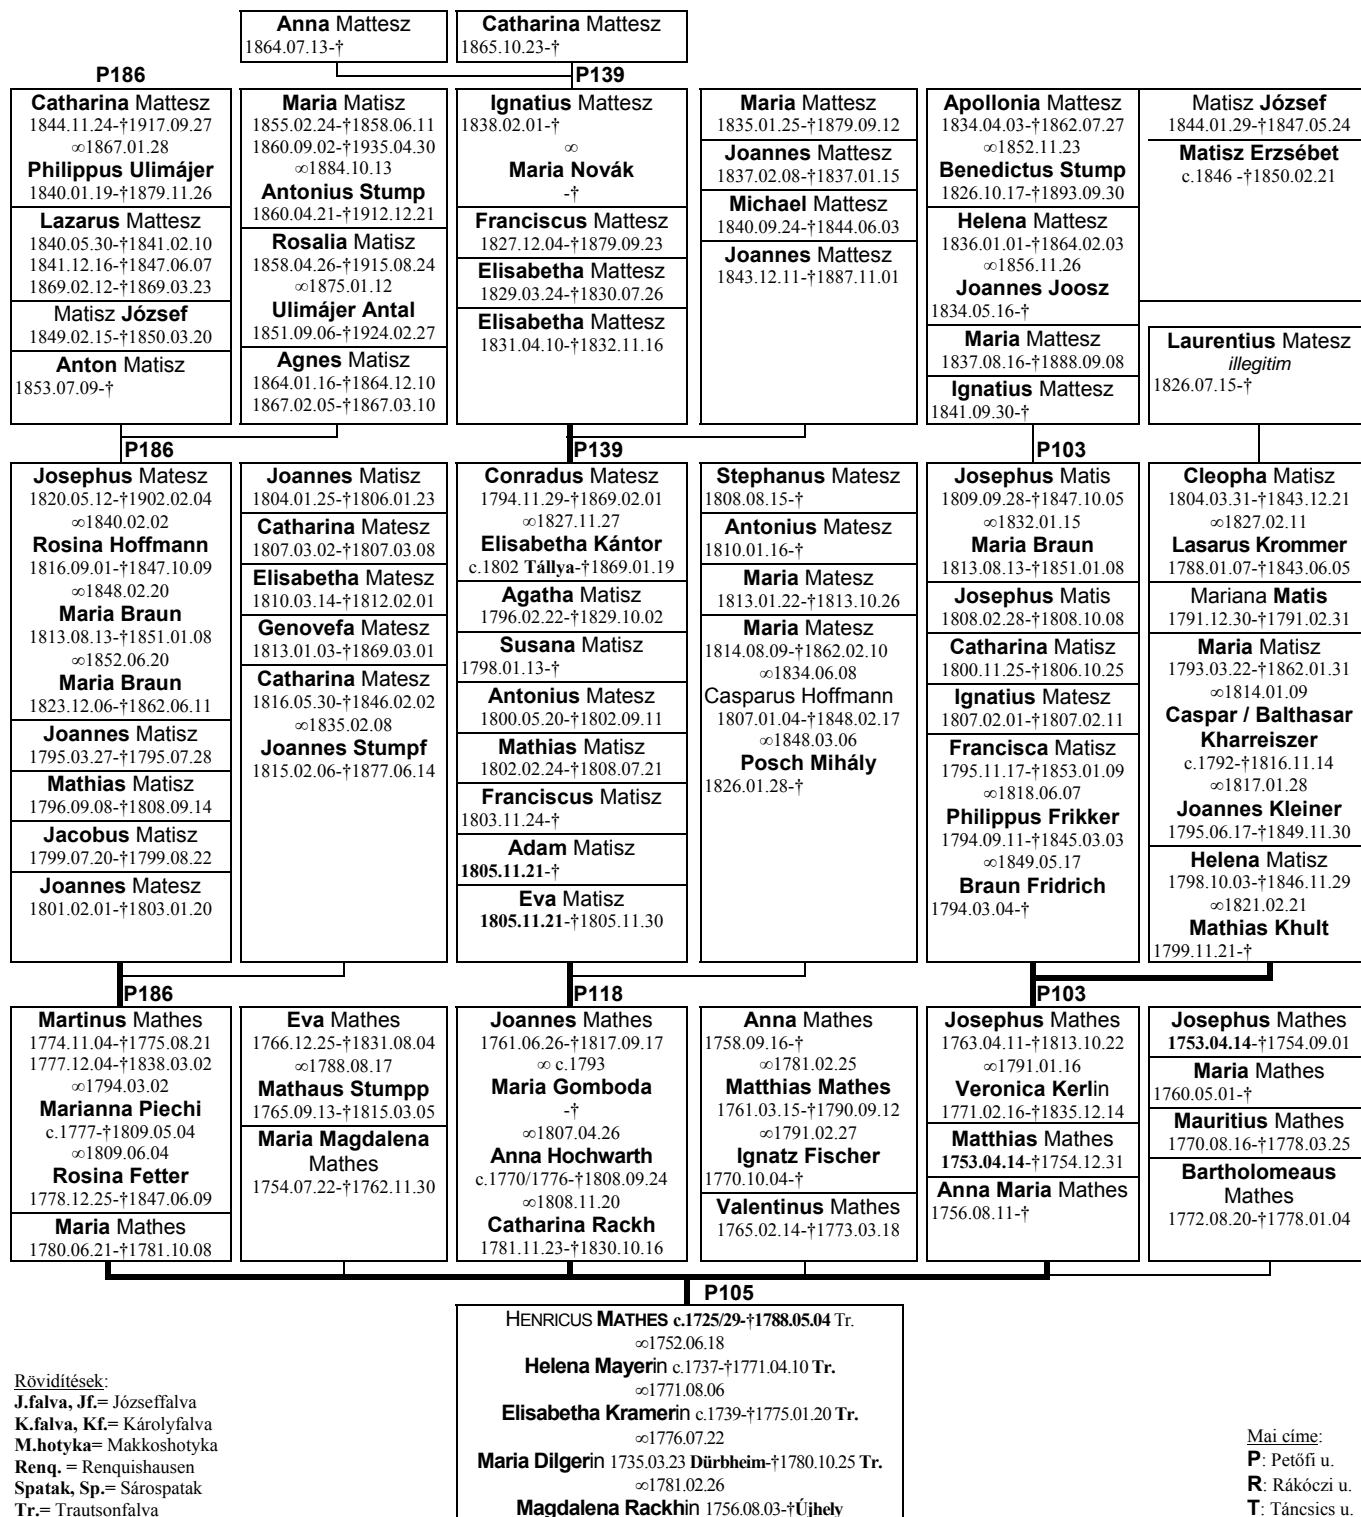 Anna Mattesz
1864.07.13-†
Catharina Mattesz
1865.10.23-†
P186
P139
Catharina Mattesz
1844.11.24-†1917.09.27
∞1867.01.28
Philippus Ulimájer
1840.01.19-†1879.11.26
Lazarus Mattesz
1840.05.30-†1841.02.10
1841.12.16-†1847.06.07
1869.02.12-†1869.03.23
Matisz József
1849.02.15-†1850.03.20
Anton Matisz
1853.07.09-†
Maria Matisz
1855.02.24-†1858.06.11
1860.09.02-†1935.04.30
∞1884.10.13
Antonius Stump
1860.04.21-†1912.12.21
Rosalia Matisz
1858.04.26-†1915.08.24
∞1875.01.12
Ulimájer Antal
1851.09.06-†1924.02.27
Agnes Matisz
1864.01.16-†1864.12.10
1867.02.05-†1867.03.10
Ignatius Mattesz
1838.02.01-†
∞
Maria Novák
-†
Franciscus Mattesz
1827.12.04-†1879.09.23
Elisabetha Mattesz
1829.03.24-†1830.07.26
Elisabetha Mattesz
1831.04.10-†1832.11.16
Maria Mattesz
1835.01.25-†1879.09.12
Joannes Mattesz
1837.02.08-†1837.01.15
Michael Mattesz
1840.09.24-†1844.06.03
Joannes Mattesz
1843.12.11-†1887.11.01
Apollonia Mattesz
1834.04.03-†1862.07.27
∞1852.11.23
Benedictus Stump
1826.10.17-†1893.09.30
Helena Mattesz
1836.01.01-†1864.02.03
∞1856.11.26
Joannes Joosz
1834.05.16-†
Maria Mattesz
1837.08.16-†1888.09.08
Ignatius Mattesz
1841.09.30-†
Matisz József
1844.01.29-†1847.05.24
Matisz Erzsébet
c.1846 -†1850.02.21
Laurentius Matesz
illegitim
1826.07.15-†
P186
P139
P103
Josephus Matesz
1820.05.12-†1902.02.04
∞1840.02.02
Rosina Hoffmann
1816.09.01-†1847.10.09
∞1848.02.20
Maria Braun
1813.08.13-†1851.01.08
∞1852.06.20
Maria Braun
1823.12.06-†1862.06.11
Joannes Matisz
1795.03.27-†1795.07.28
Mathias Matisz
1796.09.08-†1808.09.14
Jacobus Matisz
1799.07.20-†1799.08.22
Joannes Matesz
1801.02.01-†1803.01.20
Joannes Matisz
1804.01.25-†1806.01.23
Catharina Matesz
1807.03.02-†1807.03.08
Elisabetha Matesz
1810.03.14-†1812.02.01
Genovefa Matesz
1813.01.03-†1869.03.01
Catharina Matesz
1816.05.30-†1846.02.02
∞1835.02.08
Joannes Stumpf
1815.02.06-†1877.06.14
Conradus Matesz
1794.11.29-†1869.02.01
∞1827.11.27
Elisabetha Kántor
c.1802 Tállya-†1869.01.19
Agatha Matisz
1796.02.22-†1829.10.02
Susana Matisz
1798.01.13-†
Antonius Matesz
1800.05.20-†1802.09.11
Mathias Matisz
1802.02.24-†1808.07.21
Franciscus Matisz
1803.11.24-†
Adam Matisz
1805.11.21-†
Eva Matisz
1805.11.21-†1805.11.30
Stephanus Matesz
1808.08.15-†
Antonius Matesz
1810.01.16-†
Maria Matesz
1813.01.22-†1813.10.26
Maria Matesz
1814.08.09-†1862.02.10
∞1834.06.08
Casparus Hoffmann
1807.01.04-†1848.02.17
∞1848.03.06
Posch Mihály
1826.01.28-†
Josephus Matis
1809.09.28-†1847.10.05
∞1832.01.15
Maria Braun
1813.08.13-†1851.01.08
Josephus Matis
1808.02.28-†1808.10.08
Catharina Matisz
1800.11.25-†1806.10.25
Ignatius Matesz
1807.02.01-†1807.02.11
Francisca Matisz
1795.11.17-†1853.01.09
∞1818.06.07
Philippus Frikker
1794.09.11-†1845.03.03
∞1849.05.17
Braun Fridrich
1794.03.04-†
Cleopha Matisz
1804.03.31-†1843.12.21
∞1827.02.11
Lasarus Krommer
1788.01.07-†1843.06.05
Mariana Matis
1791.12.30-†1791.02.31
Maria Matisz
1793.03.22-†1862.01.31
∞1814.01.09
Caspar / Balthasar
Kharreiszer
c.1792-†1816.11.14
∞1817.01.28
Joannes Kleiner
1795.06.17-†1849.11.30
Helena Matisz
1798.10.03-†1846.11.29
∞1821.02.21
Mathias Khult
1799.11.21-†
P186
P118
P103
Martinus Mathes
1774.11.04-†1775.08.21
1777.12.04-†1838.03.02
∞1794.03.02
Marianna Piechi
c.1777-†1809.05.04
∞1809.06.04
Rosina Fetter
1778.12.25-†1847.06.09
Maria Mathes
1780.06.21-†1781.10.08
Eva Mathes
1766.12.25-†1831.08.04
∞1788.08.17
Mathaus Stumpp
1765.09.13-†1815.03.05
Maria Magdalena
Mathes
1754.07.22-†1762.11.30
Joannes Mathes
1761.06.26-†1817.09.17
∞ c.1793
Maria Gomboda
-†
∞1807.04.26
Anna Hochwarth
c.1770/1776-†1808.09.24
∞1808.11.20
Catharina Rackh
1781.11.23-†1830.10.16
Anna Mathes
1758.09.16-†
∞1781.02.25
Matthias Mathes
1761.03.15-†1790.09.12
∞1791.02.27
Ignatz Fischer
1770.10.04-†
Valentinus Mathes
1765.02.14-†1773.03.18
Josephus Mathes
1763.04.11-†1813.10.22
∞1791.01.16
Veronica Kerlin
1771.02.16-†1835.12.14
Matthias Mathes
1753.04.14-†1754.12.31
Anna Maria Mathes
1756.08.11-†
Josephus Mathes
1753.04.14-†1754.09.01
Maria Mathes
1760.05.01-†
Mauritius Mathes
1770.08.16-†1778.03.25
Bartholomeaus
Mathes
1772.08.20-†1778.01.04
P105
HENRICUS MATHES c.1725/29-†1788.05.04 Tr.
∞1752.06.18
Helena Mayerin c.1737-†1771.04.10 Tr.
∞1771.08.06
Elisabetha Kramerin c.1739-†1775.01.20 Tr.
∞1776.07.22
Maria Dilgerin 1735.03.23 Dürbheim-†1780.10.25 Tr.
∞1781.02.26
Magdalena Rackhin 1756.08.03-†Újhely
Rövidítések:
J.falva, Jf.= Józseffalva
K.falva, Kf.= Károlyfalva
M.hotyka= Makkoshotyka
Renq. = Renquishausen
Spatak, Sp.= Sárospatak
Tr.= Trautsonfalva
Mai címe:
P: Petőfi u.
R: Rákóczi u.
T: Táncsics u.